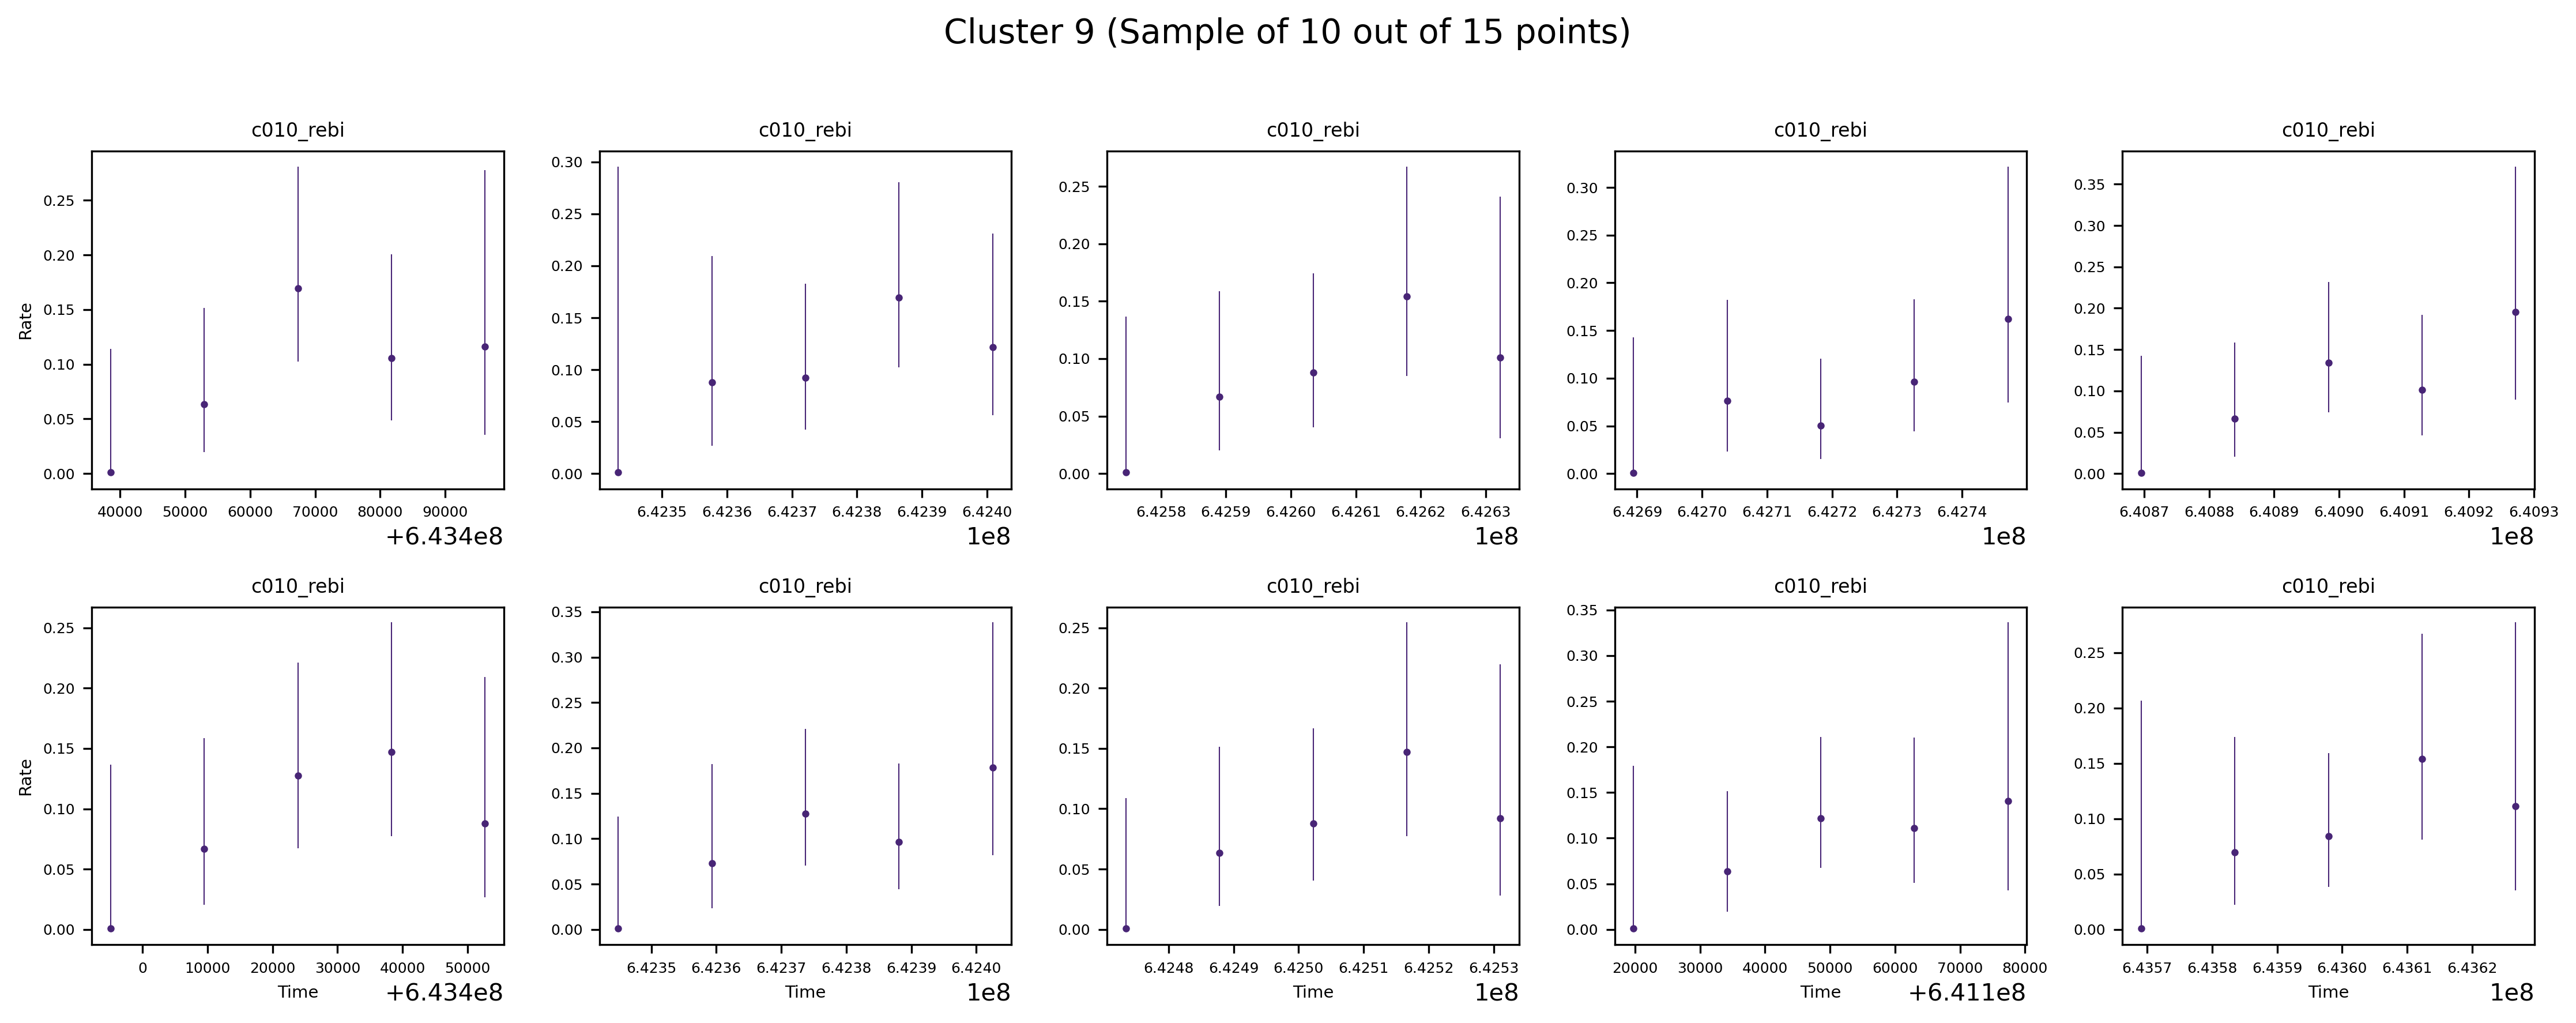 Cluster 9 (Sample of 10 out of 15 points)
c010_rebi c010_rebi c010_rebi c010_rebi c010_rebi
Rate
0.25
0.20
0.15
0.10
0.05
0.00
40000 50000 60000 70000 80000 90000
+6.434e8
0.30
0.25
0.20
0.15
0.10
0.05
0.00
6.4235 6.4236 6.4237 6.4238 6.4239 6.4240
1e8
0.25
0.20
0.15
0.10
0.05
0.00
6.4258 6.4259 6.4260 6.4261 6.4262 6.4263
1e8
0.30
0.25
0.20
0.15
0.10
0.05
0.00
6.4269 6.4270 6.4271 6.4272 6.4273 6.4274
1e8
0.35
0.30
0.25
0.20
0.15
0.10
0.05
0.00
6.4087 6.4088 6.4089 6.4090 6.4091 6.4092 6.4093
1e8
c010_rebi c010_rebi c010_rebi c010_rebi c010_rebi
Rate
0.25
0.20
0.15
0.10
0.05
0.00
0 10000 20000 30000 40000 50000
Time +6.434e8
0.35
0.30
0.25
0.20
0.15
0.10
0.05
0.00
6.4235 6.4236 6.4237 6.4238 6.4239 6.4240
Time 1e8
0.25
0.20
0.15
0.10
0.05
0.00
6.4248 6.4249 6.4250 6.4251 6.4252 6.4253
Time 1e8
0.35
0.30
0.25
0.20
0.15
0.10
0.05
0.00
20000 30000 40000 50000 60000 70000 80000
Time +6.411e8
0.25
0.20
0.15
0.10
0.05
0.00
6.4357 6.4358 6.4359 6.4360 6.4361 6.4362
Time 1e8